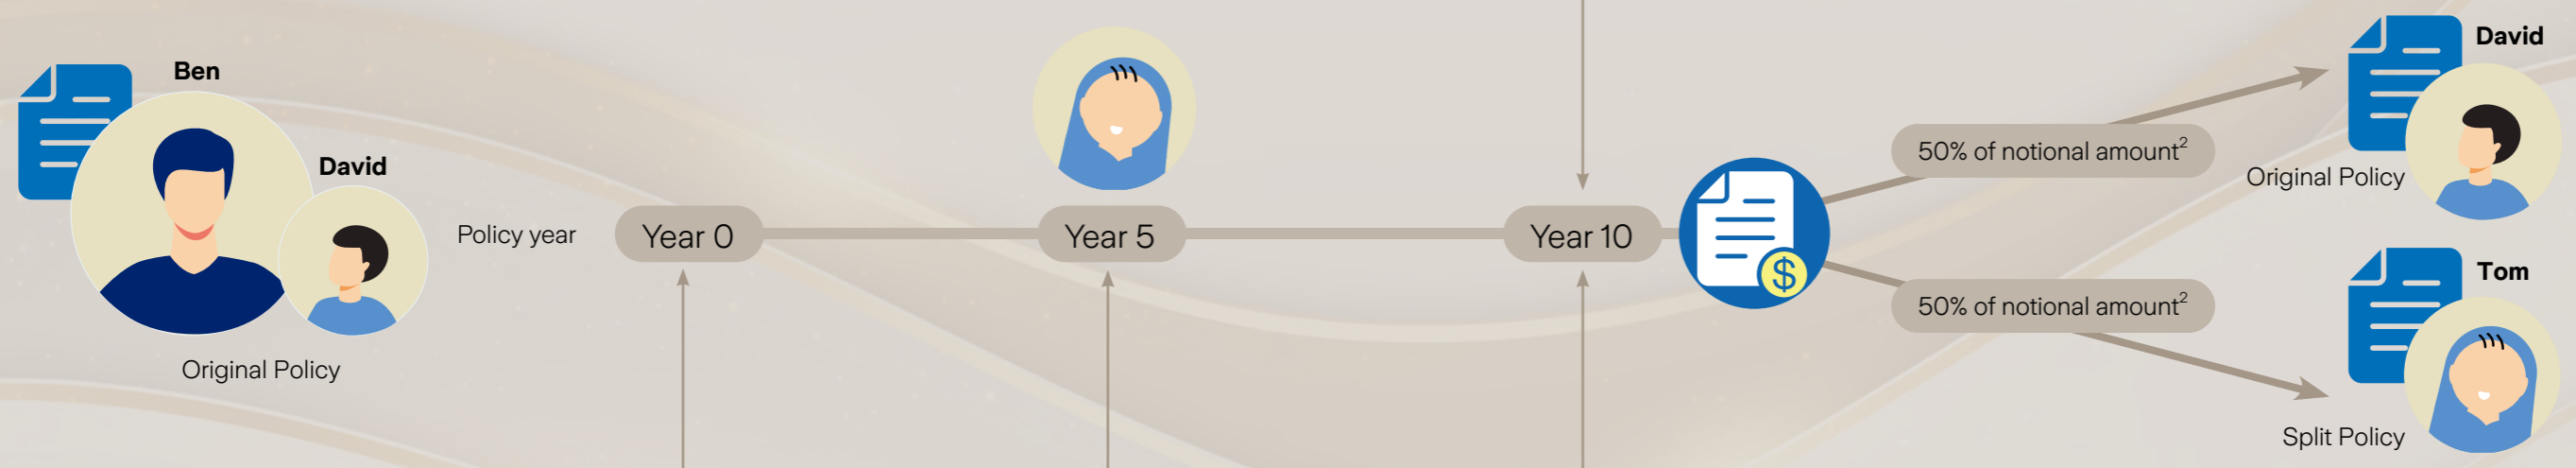 Ben
David
Original Policy
Policy year
Year 0
Year 5
Year 10
$
50% of notional amount²
50% of notional amount²
David
Original Policy
Tom
Split Policy